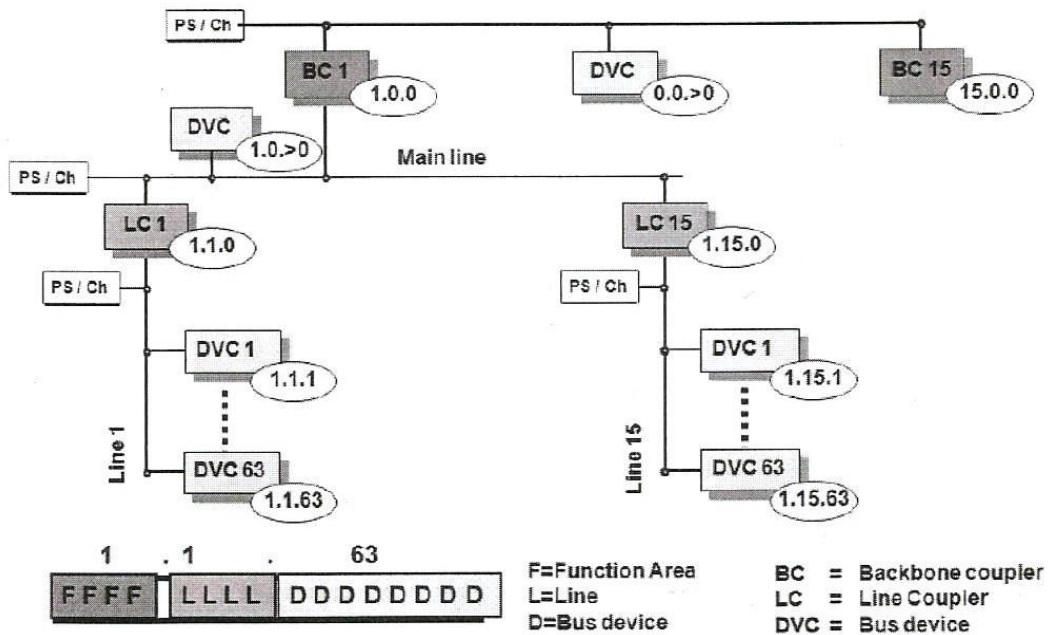 PS / Ch
BC 1
1.0.0
DVC
0.0.>0
BC 15
15.0.0
DVC
1.0.>0
Main line
PS / Ch
LC 1
1.1.0
LC 15
1.15.0
PS / Ch
PS / Ch
DVC 1
1.1.1
DVC 1
1.15.1
Line 1
Line 15
DVC 63
1.1.63
DVC 63
1.15.63
1 . 1 . 63
F F F F L L L L D D D D D D D D
F=Function Area
L=Line
D=Bus device
BC = Backbone coupler
LC = Line Coupler
DVC = Bus device